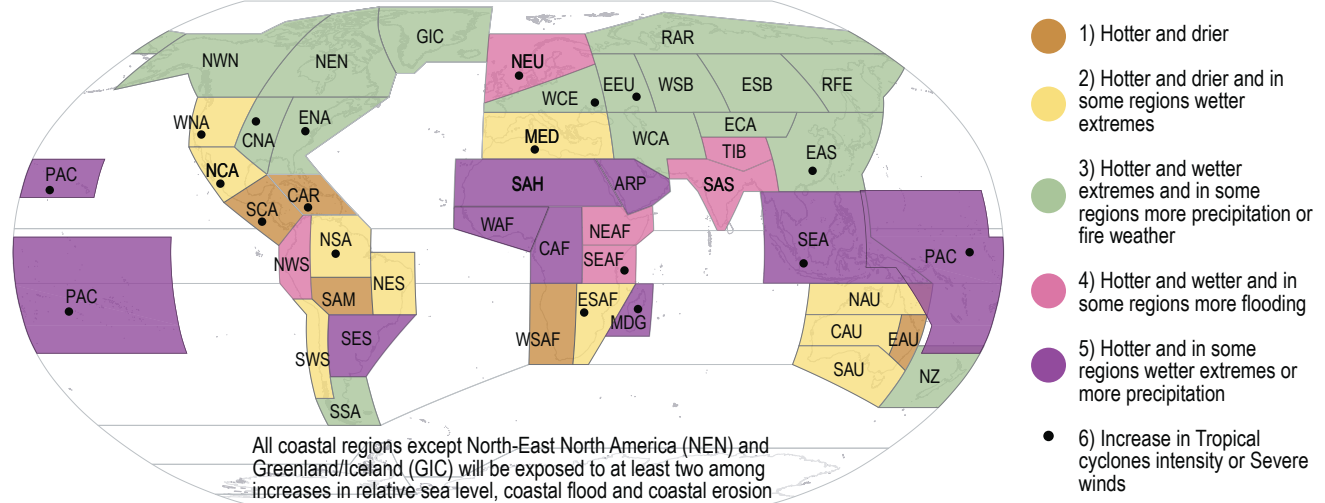 GIC
NWN
NEN
RAR
NEU
EEU
WSB
ESB
RFE
WCE
WNA
CNA
ENA
MED
WCA
ECA
TIB
EAS
PAC
NCA
SAH
ARP
SAS
CAR
SCA
WAF
CAF
NEAF
SEA
PAC
NSA
NWS
SEAF
PAC
NES
SAM
ESAF
MDG
NAU
SES
WSAF
CAU
EAU
SWS
SAU
NZ
SSA
All coastal regions except North-East North America (NEN) and
Greenland/Iceland (GIC) will be exposed to at least two among
increases in relative sea level, coastal flood and coastal erosion
1) Hotter and drier
2) Hotter and drier and in
some regions wetter
extremes
3) Hotter and wetter
extremes and in some
regions more precipitation or
fire weather
4) Hotter and wetter and in
some regions more flooding
5) Hotter and in some
regions wetter extremes or
more precipitation
6) Increase in Tropical
cyclones intensity or Severe
winds